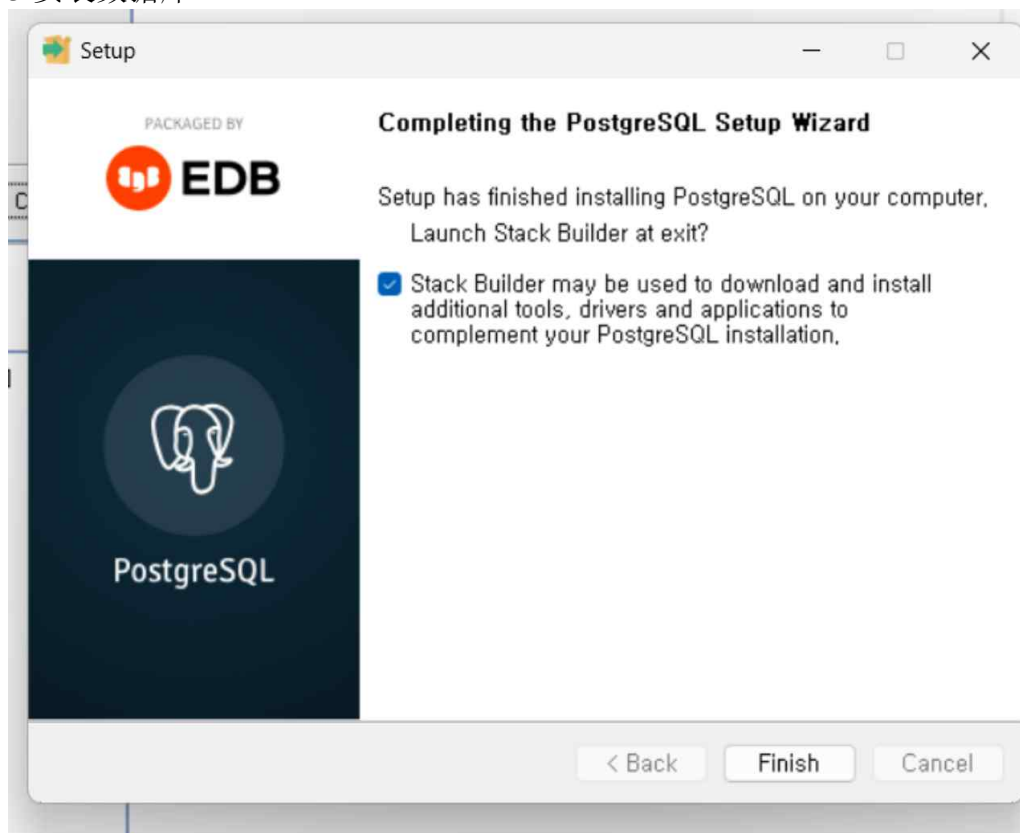 Setup
PACKAGED BY
EDB
Completing the PostgreSQL Setup Wizard
Setup has finished installing PostgreSQL on your computer.
Launch Stack Builder at exit?
Stack Builder may be used to download and install
additional tools, drivers and applications to
complement your PostgreSQL installation.
PostgreSQL
C
< Back
Finish
Cancel